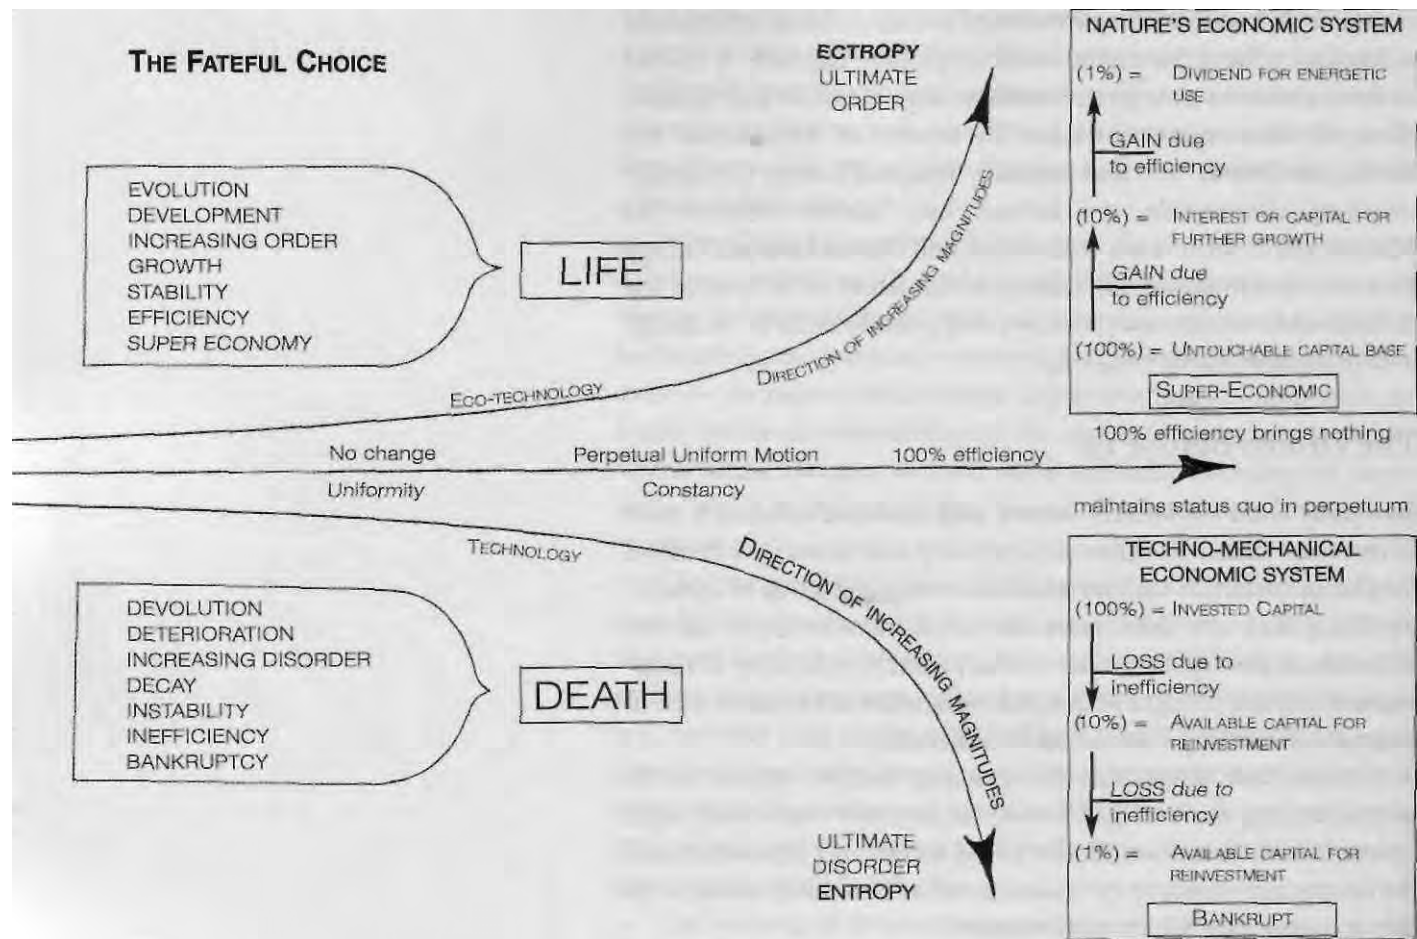 THE FATEFUL CHOICE
ECTROPY
ULTIMATE
ORDER
EVOLUTION
DEVELOPMENT
INCREASING ORDER
GROWTH
STABILITY
EFFICIENCY
SUPER ECONOMY
LIFE
ECO-TECHNOLOGY
DIRECTION OF INCREASING MAGNITUDES
NATURE'S ECONOMIC SYSTEM
(1%) = DIVIDEND FOR ENERGETIC
USE
GAIN due
to efficiency
(10%) = INTEREST OR CAPITAL FOR
FURTHER GROWTH
GAIN due
to efficiency
(100%) = UNTOUCHABLE CAPITAL BASE
SUPER-ECONOMIC
100% efficiency brings nothing
No change
Perpetual Uniform Motion
100% efficiency
Uniformity
Constancy
maintains status quo in perpetuum
TECHNOLOGY
DIRECTION OF INCREASING MAGNITUDES
DEVOLUTION
DETERIORATION
INCREASING DISORDER
DECAY
INSTABILITY
INEFFICIENCY
BANKRUPTCY
DEATH
ULTIMATE
DISORDER
ENTROPY
TECHNO-MECHANICAL
ECONOMIC SYSTEM
(100%) = INVESTED CAPITAL
LOSS due to
inefficiency
(10%) = AVAILABLE CAPITAL FOR
REINVESTMENT
LOSS due to
inefficiency
(1%) = AVAILABLE CAPITAL FOR
REINVESTMENT
BANKRUPT